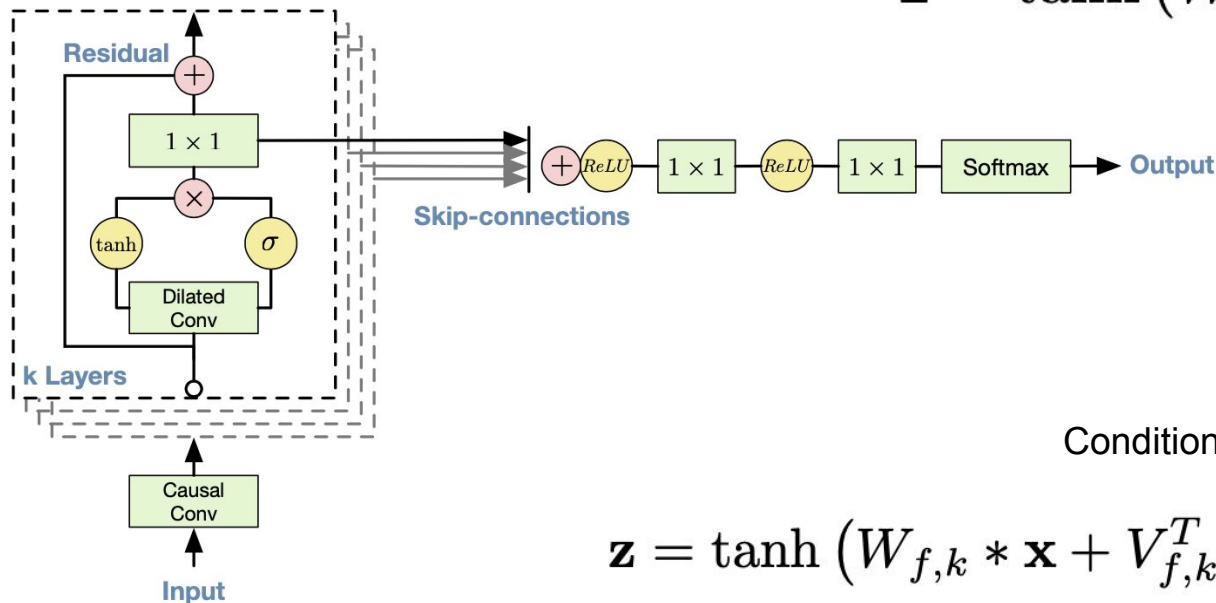 Residual
+
1 × 1
×
tanh
σ
Dilated
Conv
k Layers
Causal
Conv
Input
Skip-connections
+
ReLU
1 × 1
ReLU
1 × 1
Softmax
Output
Condition
z = tanh (W_{f,k} ∗ x + V^T_{f,k}